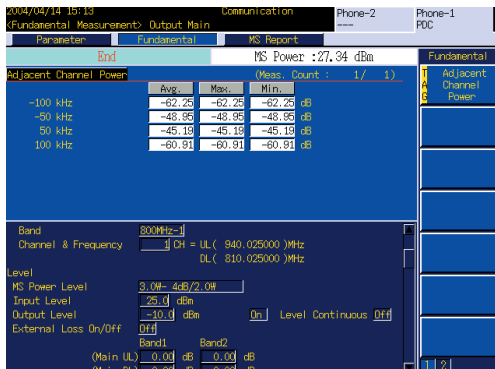 2004/04/14 15:13 Communication Phone-2 Phone-1
<Fundamental Measurement> Output Main ---- PDC
Parameter Fundamental MS Report
End MS Power :27.34 dBm Fundamental
Adjacent Channel Power (Meas. Count : 1/ 1)
TAG Adjacent Channel Power
Avg. Max. Min.
-100 kHz -62.25 -62.25 -62.25 dB
-50 kHz -48.95 -48.95 -48.95 dB
50 kHz -45.19 -45.19 -45.19 dB
100 kHz -60.91 -60.91 -60.91 dB
Band 800MHz-1
Channel & Frequency 1 CH = UL( 940.025000 )MHz
DL( 810.025000 )MHz
Level
MS Power Level 3.0W- 4dB/2.0W
Input Level 25.0 dBm
Output Level -10.0 dBm On Level Continuous Off
External Loss On/Off Off
Band1 Band2
(Main UL) 0.00 dB 0.00 dB
1 2